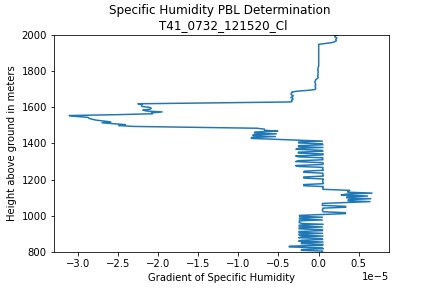 Specific Humidity PBL Determination
T41_0732_121520_Cl
2000
1800
1600
1400
1200
1000
800
Height above ground in meters
−3.0 −2.5 −2.0 −1.5 −1.0 −0.5 0.0 0.5
1e−5
Gradient of Specific Humidity